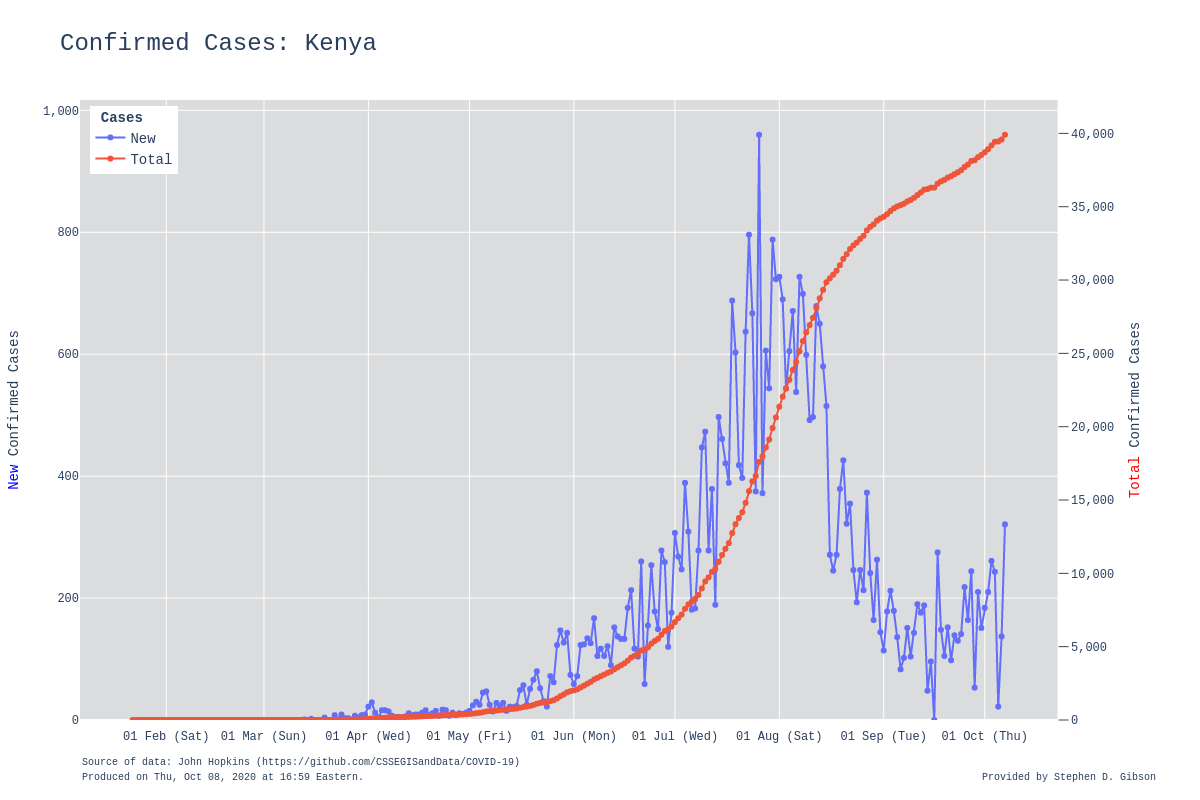 Confirmed Cases: Kenya
Cases
New
Total
1,000
800
600
400
200
0
40,000
35,000
30,000
25,000
20,000
15,000
10,000
5,000
0
New Confirmed Cases
Total Confirmed Cases
01 Feb (Sat) 01 Mar (Sun) 01 Apr (Wed) 01 May (Fri) 01 Jun (Mon) 01 Jul (Wed) 01 Aug (Sat) 01 Sep (Tue) 01 Oct (Thu)
Source of data: John Hopkins (https://github.com/CSSEGISandData/COVID-19)
Produced on Thu, Oct 08, 2020 at 16:59 Eastern.
Provided by Stephen D. Gibson